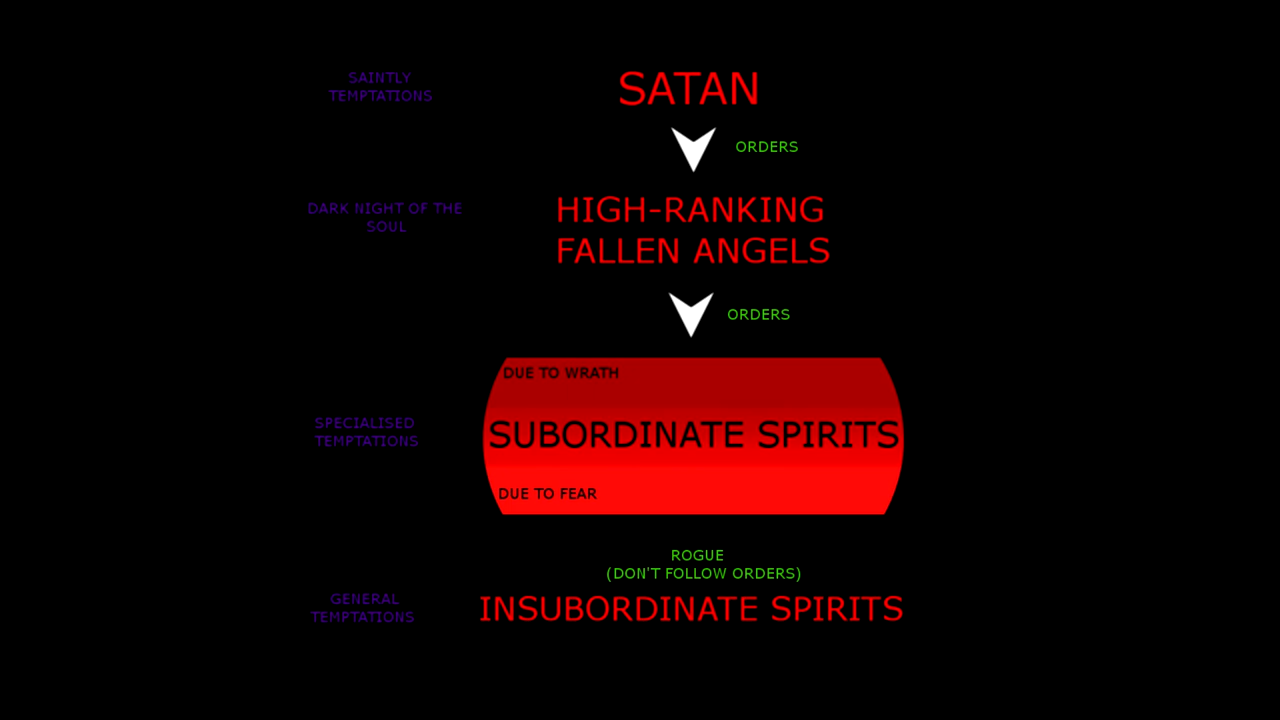 SAINTLY
TEMPTATIONS
SATAN
ORDERS
DARK NIGHT OF THE
SOUL
HIGH-RANKING
FALLEN ANGELS
ORDERS
DUE TO WRATH
SPECIALISED
TEMPTATIONS
SUBORDINATE SPIRITS
DUE TO FEAR
ROGUE
(DON'T FOLLOW ORDERS)
GENERAL
TEMPTATIONS
INSUBORDINATE SPIRITS